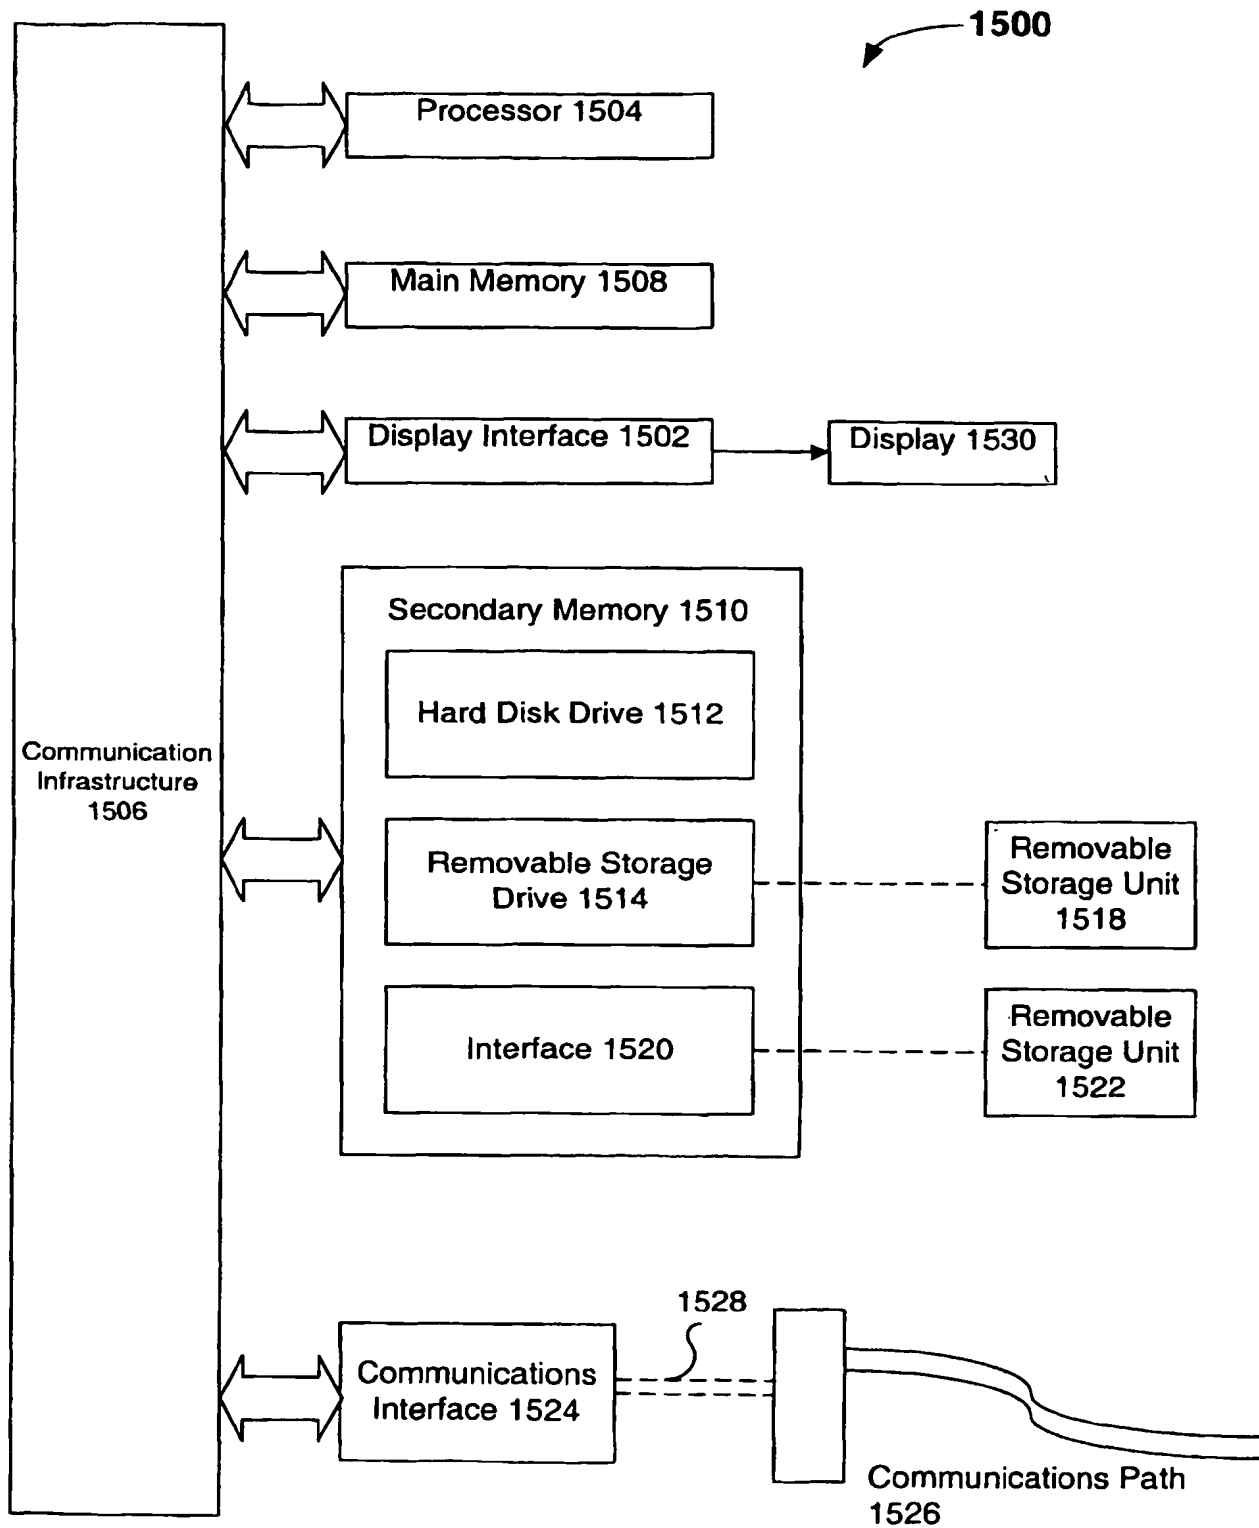 1500
Processor 1504
Main Memory 1508
Display Interface 1502
Display 1530
Secondary Memory 1510
Hard Disk Drive 1512
Communication
Infrastructure
1506
Removable Storage
Drive 1514
Removable
Storage Unit
1518
Interface 1520
Removable
Storage Unit
1522
1528
Communications
Interface 1524
Communications Path
1526